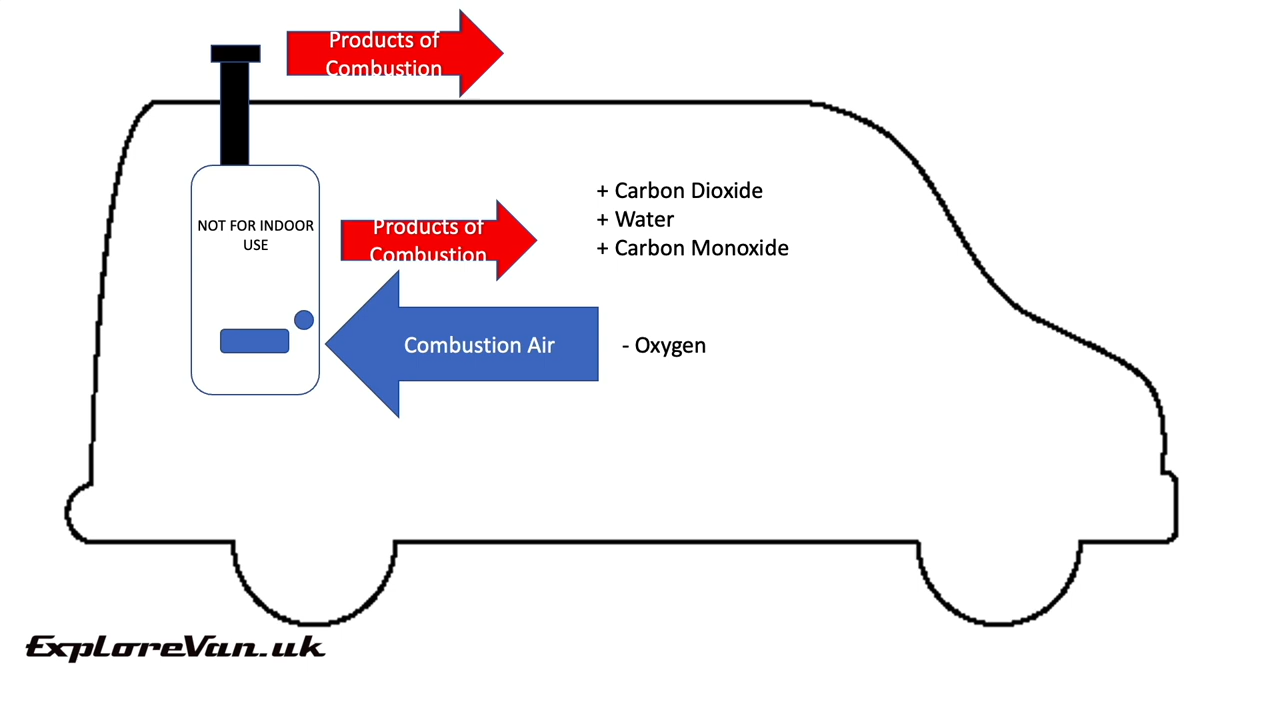 Products of
Combustion
NOT FOR INDOOR
USE
Products of
Combustion
+ Carbon Dioxide
+ Water
+ Carbon Monoxide
Combustion Air
- Oxygen
ExploreVan.uk